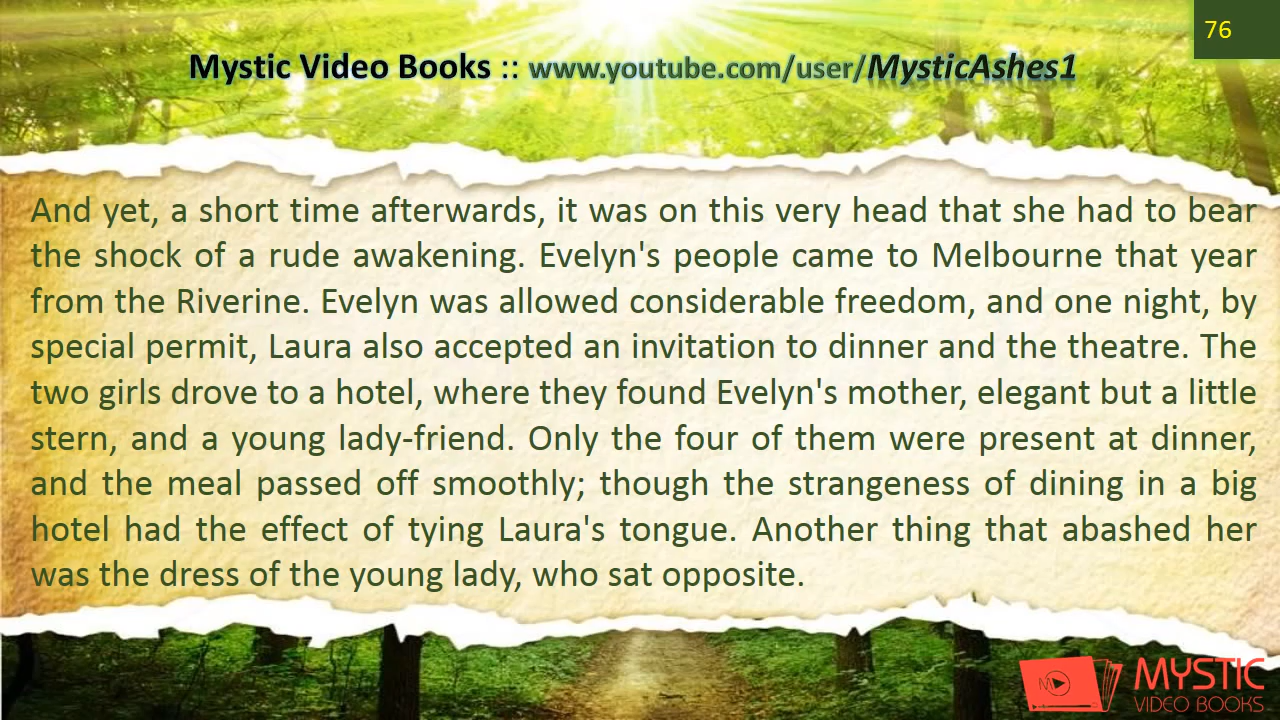 76
Mystic Video Books :: www.youtube.com/user/MysticAshes1
And yet, a short time afterwards, it was on this very head that she had to bear
the shock of a rude awakening. Evelyn's people came to Melbourne that year
from the Riverine. Evelyn was allowed considerable freedom, and one night, by
special permit, Laura also accepted an invitation to dinner and the theatre. The
two girls drove to a hotel, where they found Evelyn's mother, elegant but a little
stern, and a young lady-friend. Only the four of them were present at dinner,
and the meal passed off smoothly; though the strangeness of dining in a big
hotel had the effect of tying Laura's tongue. Another thing that abashed her
was the dress of the young lady, who sat opposite.
MYSTIC
VIDEO BOOKS